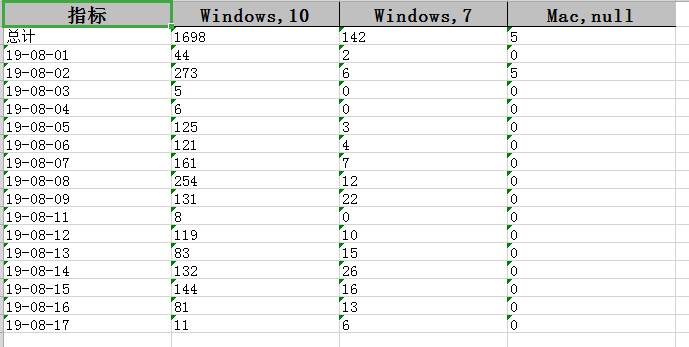 指标 Windows,10 Windows,7 Mac,null
总计 1698 142 5
19-08-01 44 2 0
19-08-02 273 6 5
19-08-03 5 0 0
19-08-04 6 0 0
19-08-05 125 3 0
19-08-06 121 4 0
19-08-07 161 7 0
19-08-08 254 12 0
19-08-09 131 22 0
19-08-11 8 0 0
19-08-12 119 10 0
19-08-13 83 15 0
19-08-14 132 26 0
19-08-15 144 16 0
19-08-16 81 13 0
19-08-17 11 6 0